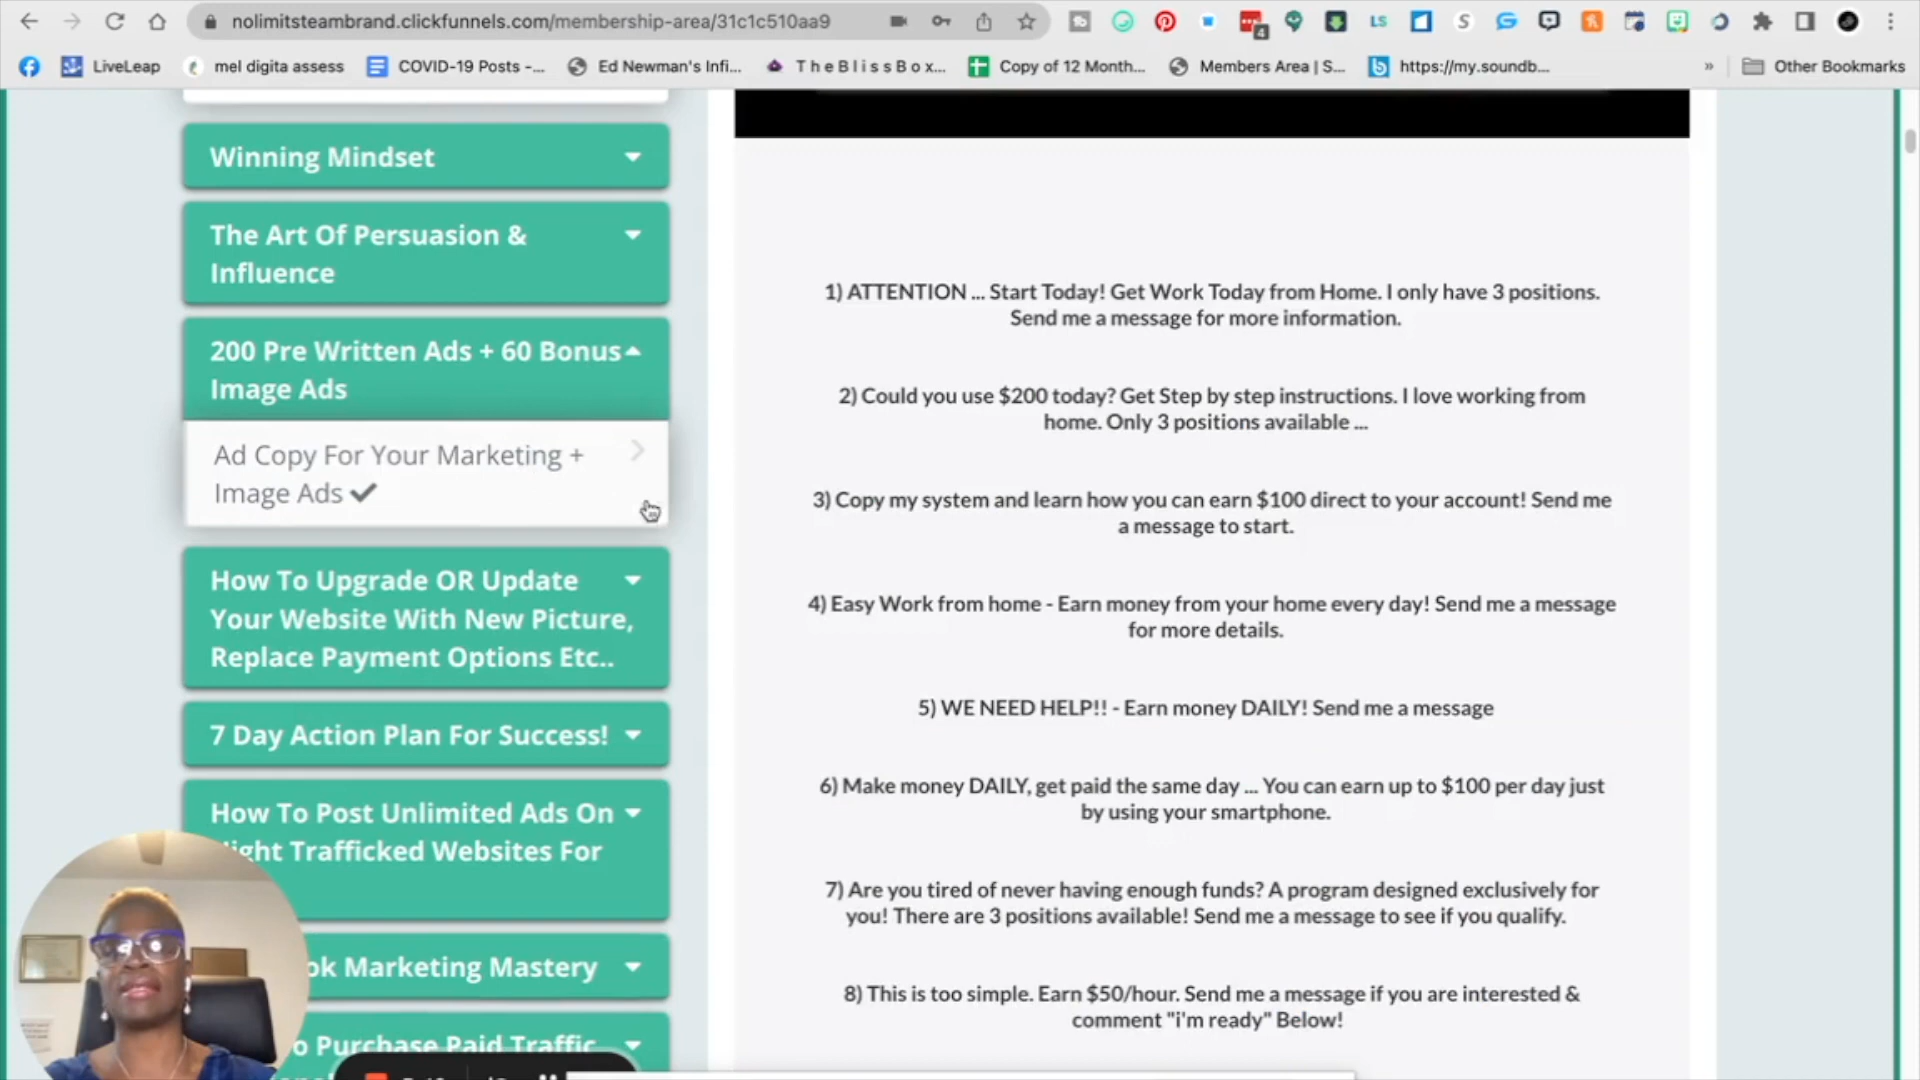 nolimitsteambrand.clickfunnels.com/membership-area/31c1c510aa9
4
LS
S
LiveLeap
mel digita assess
COVID-19 Posts -...
Ed Newman's Infi...
TheBlissBox...
Copy of 12 Month...
Members Area | S...
https://my.soundb...
»
Other Bookmarks
Winning Mindset
The Art Of Persuasion &
Influence
200 Pre Written Ads + 60 Bonus
Image Ads
Ad Copy For Your Marketing +
Image Ads
How To Upgrade OR Update
Your Website With New Picture,
Replace Payment Options Etc..
7 Day Action Plan For Success!
How To Post Unlimited Ads On
ight Trafficked Websites For
ok Marketing Mastery
o Purchase Paid Traffic
1) ATTENTION ... Start Today! Get Work Today from Home. I only have 3 positions.
Send me a message for more information.
2) Could you use $200 today? Get Step by step instructions. I love working from
home. Only 3 positions available ...
3) Copy my system and learn how you can earn $100 direct to your account! Send me
a message to start.
4) Easy Work from home - Earn money from your home every day! Send me a message
for more details.
5) WE NEED HELP!! - Earn money DAILY! Send me a message
6) Make money DAILY, get paid the same day ... You can earn up to $100 per day just
by using your smartphone.
7) Are you tired of never having enough funds? A program designed exclusively for
you! There are 3 positions available! Send me a message to see if you qualify.
8) This is too simple. Earn $50/hour. Send me a message if you are interested &
comment "i'm ready" Below!